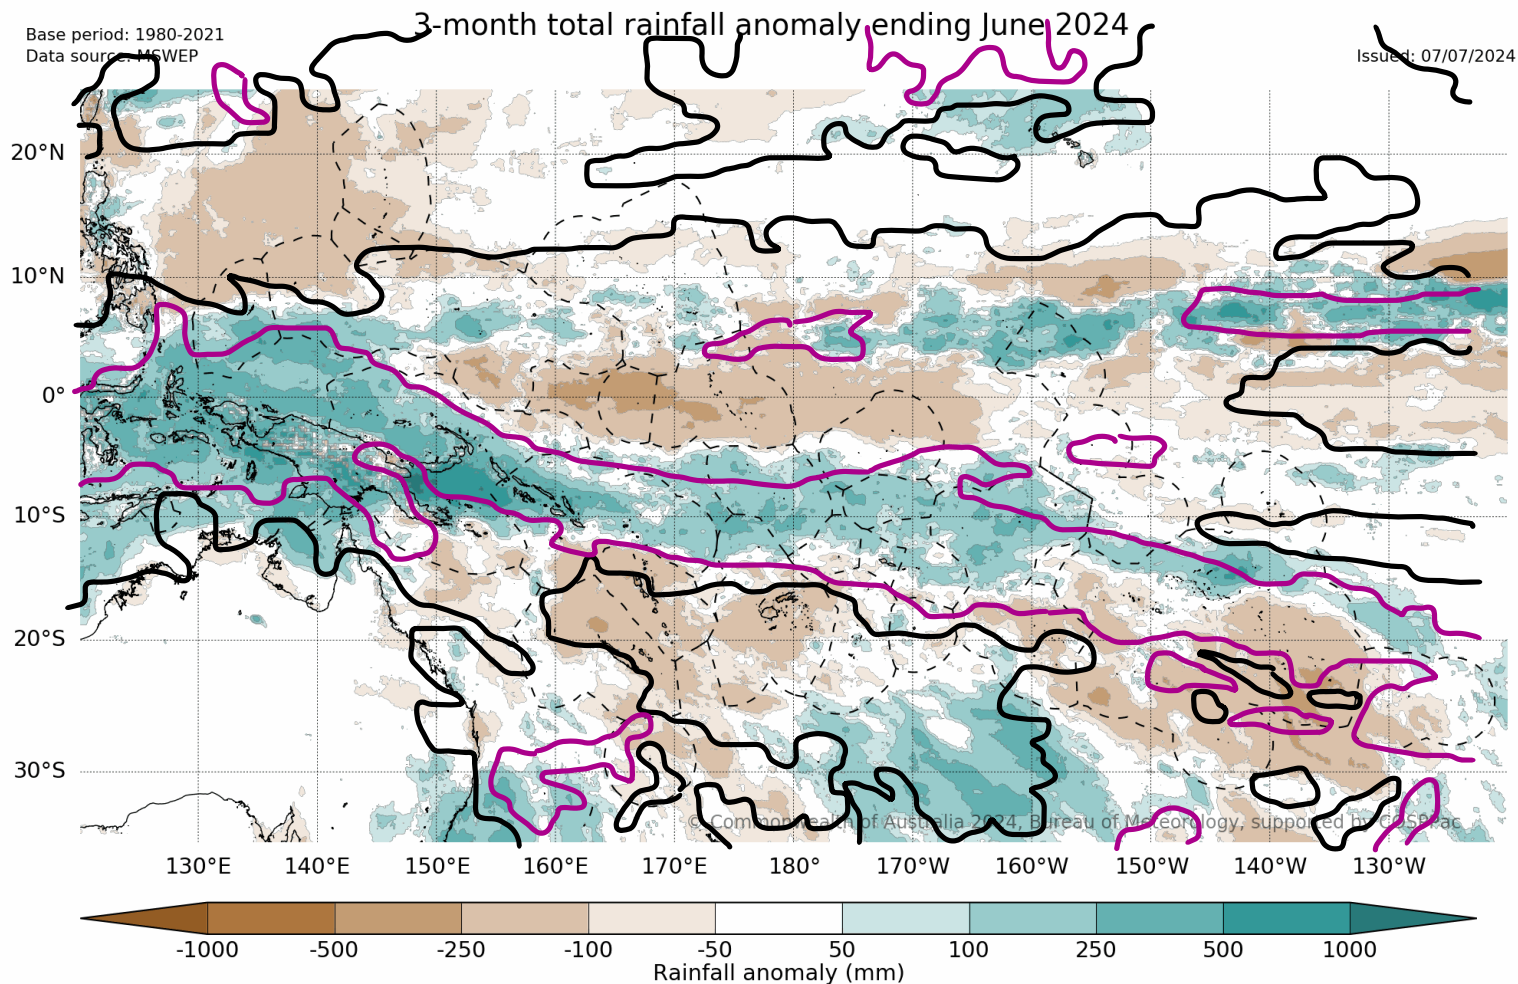 3-month total rainfall anomaly ending June 2024
Base period: 1980-2021
Data source: MSWEP
Issued: 07/07/2024
20°N
10°N
0°
10°S
20°S
30°S
© Commonwealth of Australia 2024, Bureau of Meteorology, supported by COSPPac
130°E 140°E 150°E 160°E 170°E 180° 170°W 160°W 150°W 140°W 130°W
-1000 -500 -250 -100 -50 50 100 250 500 1000
Rainfall anomaly (mm)